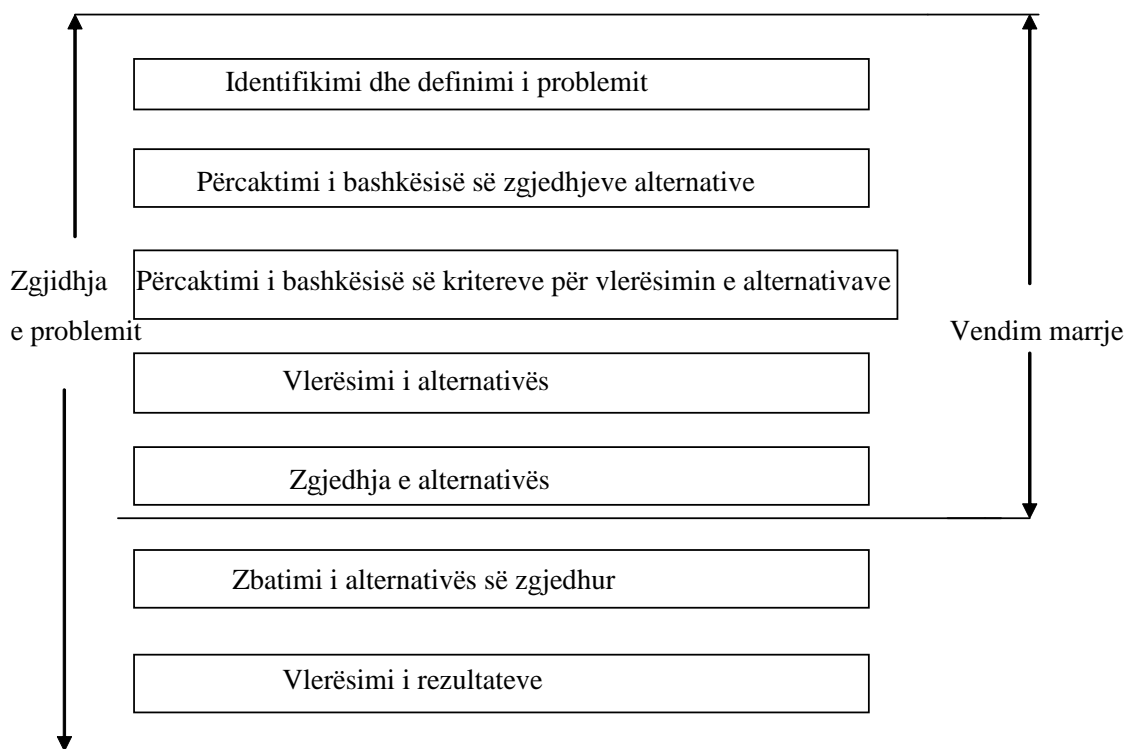 Identifikimi dhe definimi i problemit
Përcaktimi i bashkësisë së zgjedhjeve alternative
Zgjidhja
e problemit
Përcaktimi i bashkësisë së kritereve për vlerësimin e alternativave
Vendim marrje
Vlerësimi i alternativës
Zgjedhja e alternativës
Zbatimi i alternativës së zgjedhur
Vlerësimi i rezultateve